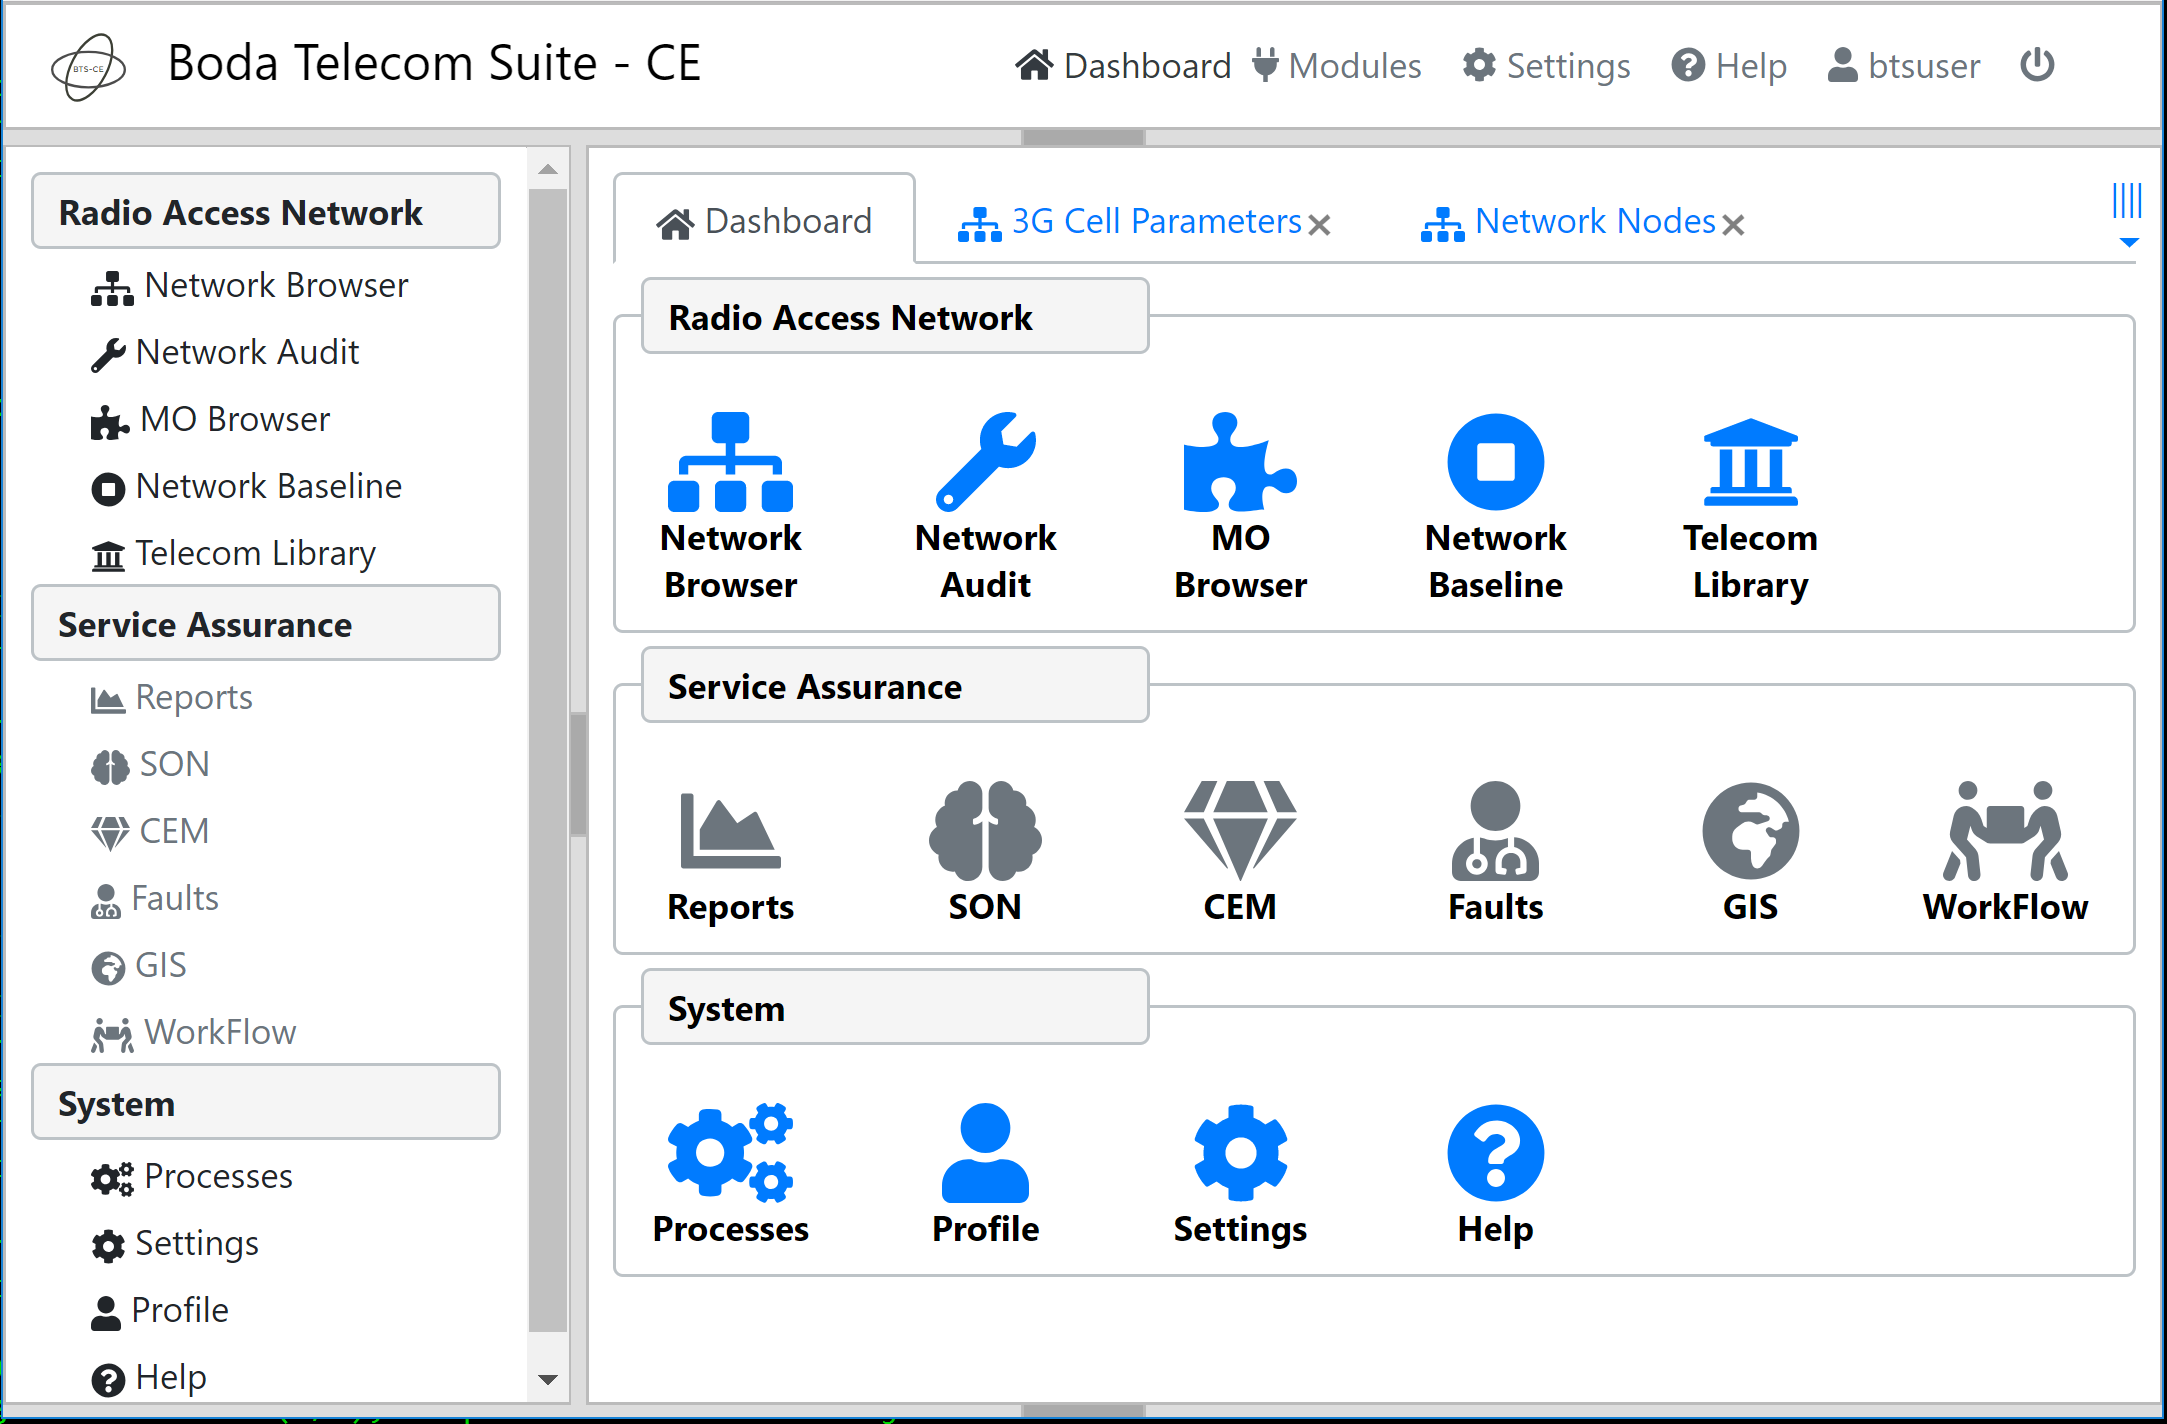 BTS-CE
Boda Telecom Suite - CE
Dashboard
Modules
Settings
Help
btsuser
Radio Access Network
Network Browser
Network Audit
MO Browser
Network Baseline
Telecom Library
Service Assurance
Reports
SON
CEM
Faults
GIS
WorkFlow
System
Processes
Settings
Profile
Help
Dashboard
3G Cell Parameters
Network Nodes
Radio Access Network
Network
Browser
Network
Audit
MO
Browser
Network
Baseline
Telecom
Library
Service Assurance
Reports
SON
CEM
Faults
GIS
WorkFlow
System
Processes
Profile
Settings
Help